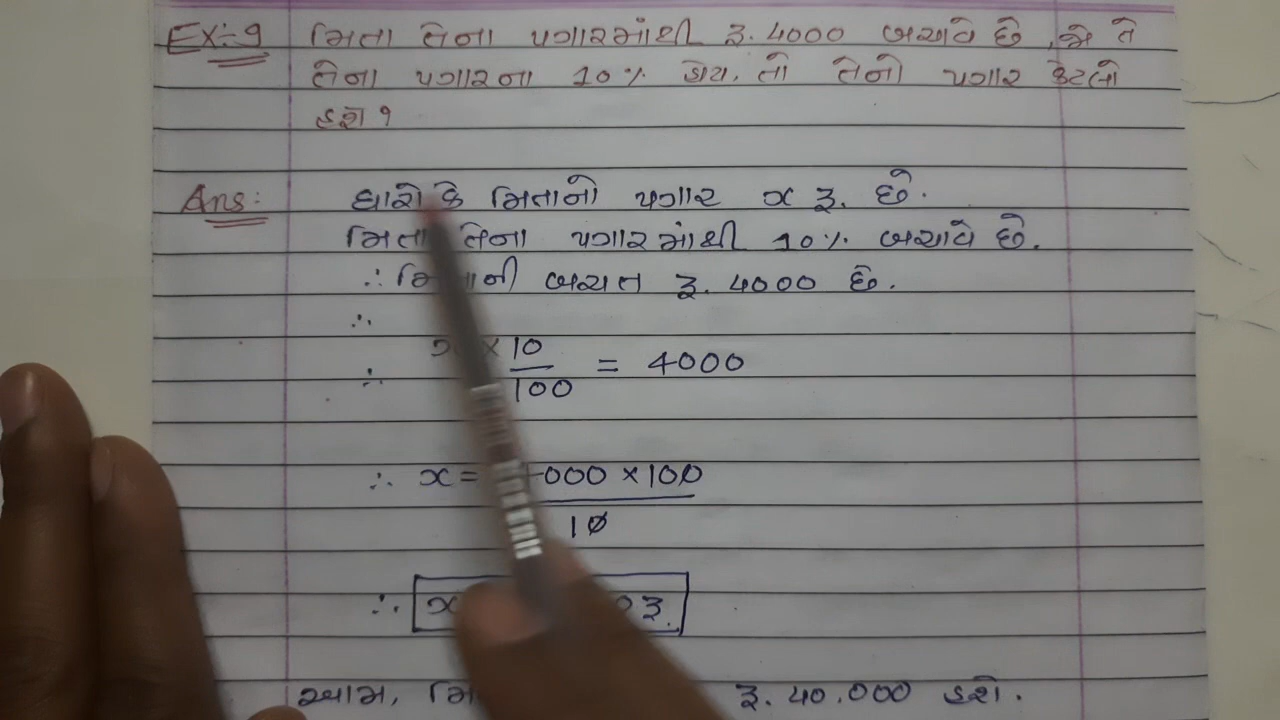 Ex:-9 મિતા તેના પગારમાંથી રૂ. 4000 બચાવે છે, જો તે
તેના પગારના 10% હોય, તો તેનો પગાર કેટલો
હશે ?
Ans: ધારો કે મિતાનો પગાર x રૂ. છે.
મિતા તેના પગારમાંથી 10% બચાવે છે.
∴ બચત રૂ. 4000 છે.
∴
∴ × 10/100 = 4000
∴ x = 000 × 100
10
∴ x રૂ.
આમ, રૂ. 40,000 હશે.